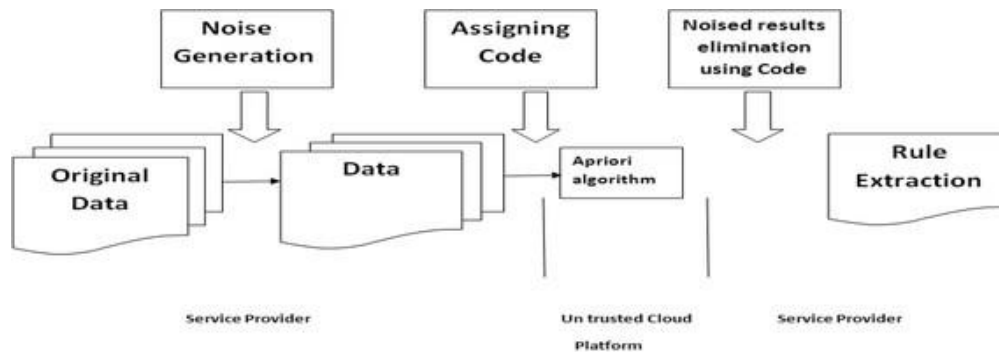 Noise
Generation
Assigning
Code
Noised results
elimination
using Code
Original
Data
Data
Apriori
algorithm
Rule
Extraction
Service Provider
Un trusted Cloud
Platform
Service Provider